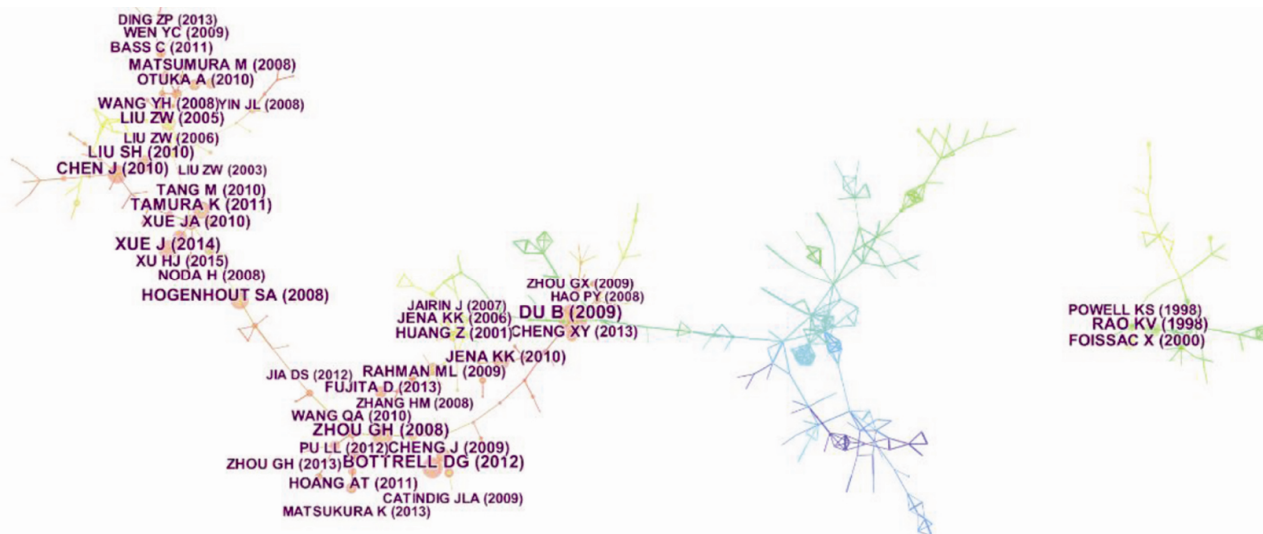 DING ZP (2013)
WEN YC (2009)
BASS C (2011)
MATSUMURA M (2008)
OTUKA A (2010)
WANG YH (2008)
YIN JL (2008)
LIU ZW (2005)
LIU ZW (2006)
LIU SH (2010)
CHEN J (2010)
LIU ZW (2003)
TANG M (2010)
TAMURA K (2011)
XUE JA (2010)
XUE J (2014)
XU HJ (2015)
NODA H (2008)
HOGENHOUT SA (2008)
ZHOU GX (2009)
HAO PY (2008)
JAIRIN J (2007)
DU B (2009)
JENA KK (2006)
HUANG Z (2001)
CHENG XY (2013)
POWELL KS (1998)
RAO KV (1998)
FOISSAC X (2000)
JENA KK (2010)
JIA DS (2012)
RAHMAN ML (2009)
FUJITA D (2013)
ZHANG HM (2008)
WANG QA (2010)
ZHOU GH (2008)
PU LL (2012)
CHENG J (2009)
ZHOU GH (2013)
BOTTRELL DG (2012)
HOANG AT (2011)
CATINDIG JLA (2009)
MATSUKURA K (2013)